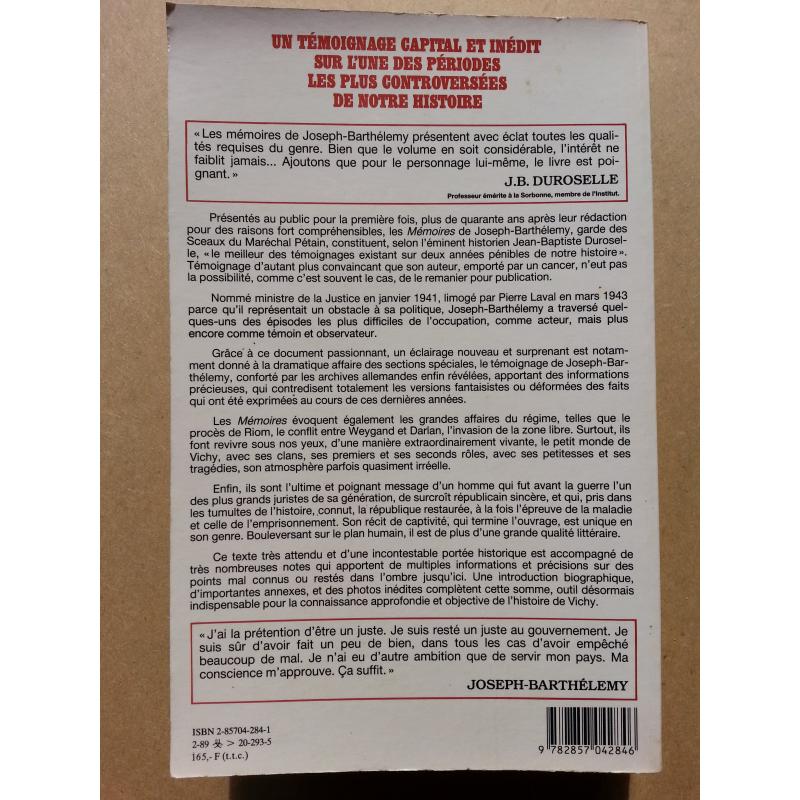 UN TÉMOIGNAGE CAPITAL ET INÉDIT
SUR L'UNE DES PÉRIODES
LES PLUS CONTROVERSÉES
DE NOTRE HISTOIRE
« Les mémoires de Joseph-Barthélemy présentent avec éclat toutes les quali-
tés requises du genre. Bien que le volume en soit considérable, l'intérêt ne
faiblit jamais... Ajoutons que pour le personnage lui-même, le livre est poi-
gnant. »
J.B. DUROSELLE
Professeur émérite à la Sorbonne, membre de l'Institut.
Présentés au public pour la première fois, plus de quarante ans après leur rédaction
pour des raisons fort compréhensibles, les Mémoires de Joseph-Barthélemy, garde des
Sceaux du Maréchal Pétain, constituent, selon l'éminent historien Jean-Baptiste Durosel-
le, « le meilleur des témoignages existant sur deux années pénibles de notre histoire ».
Témoignage d'autant plus convaincant que son auteur, emporté par un cancer, n'eut pas
la possibilité, comme c'est souvent le cas, de le remanier pour publication.
Nommé ministre de la Justice en janvier 1941, limogé par Pierre Laval en mars 1943
parce qu'il représentait un obstacle à sa politique, Joseph-Barthélemy a traversé quel-
ques-uns des épisodes les plus difficiles de l'occupation, comme acteur, mais plus
encore comme témoin et observateur.
Grâce à ce document passionnant, un éclairage nouveau et surprenant est notam-
ment donné à la dramatique affaire des sections spéciales, le témoignage de Joseph-Bar-
thélemy, conforté par les archives allemandes enfin révélées, apportant des informations
précieuses, qui contredisent totalement les versions fantaisistes ou déformées des faits
qui ont été exprimées au cours de ces dernières années.
Les Mémoires évoquent également les grandes affaires du régime, telles que le
procès de Riom, le conflit entre Weygand et Darlan, l'invasion de la zone libre. Surtout, ils
font revivre sous nos yeux, d'une manière extraordinairement vivante, le petit monde de
Vichy, avec ses clans, ses premiers et ses seconds rôles, avec ses petitesses et ses
tragédies, son atmosphère parfois quasiment irréelle.
Enfin, ils sont l'ultime et poignant message d'un homme qui fut avant la guerre l'un
des plus grands juristes de sa génération, de surcroît républicain sincère, et qui, pris dans
les tumultes de l'histoire, connut, la république restaurée, à la fois l'épreuve de la maladie
et celle de l'emprisonnement. Son récit de captivité, qui termine l'ouvrage, est unique en
son genre. Bouleversant sur le plan humain, il est de plus d'une grande qualité littéraire.
Ce texte très attendu et d'une incontestable portée historique est accompagné de
très nombreuses notes qui apportent de multiples informations et précisions sur des
points mal connus ou restés dans l'ombre jusqu'ici. Une introduction biographique,
d'importantes annexes, et des photos inédites complètent cette somme, outil désormais
indispensable pour la connaissance approfondie et objective de l'histoire de Vichy.
« J'ai la prétention d'être un juste. Je suis resté un juste au gouvernement. Je
suis sûr d'avoir fait un peu de bien, dans tous les cas d'avoir empêché
beaucoup de mal. Je n'ai eu d'autre ambition que de servir mon pays. Ma
conscience m'approuve. Ça suffit. »
JOSEPH-BARTHÉLEMY
ISBN 2-85704-284-1
2-89 > 20-293-5
165,- F (t.t.c.)
9 782857 042846